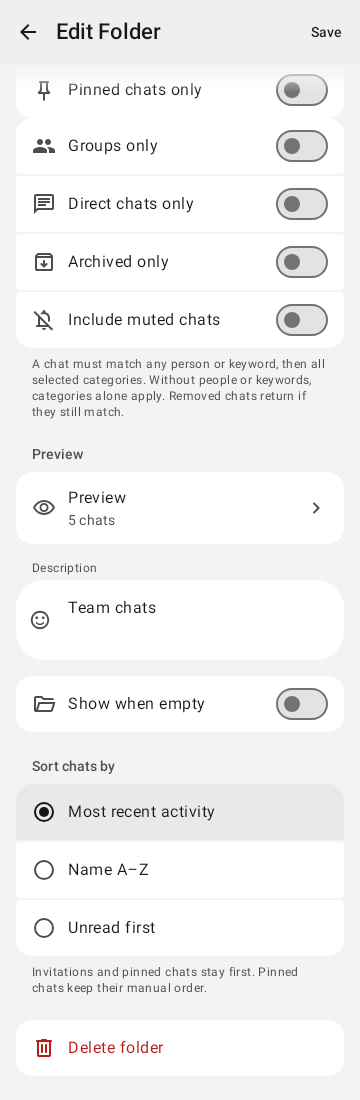 Edit Folder
Save
Pinned chats only
Groups only
Direct chats only
Archived only
Include muted chats
A chat must match any person or keyword, then all
selected categories. Without people or keywords,
categories alone apply. Removed chats return if
they still match.
Preview
Preview
5 chats
Description
Team chats
Show when empty
Sort chats by
Most recent activity
Name A–Z
Unread first
Invitations and pinned chats stay first. Pinned
chats keep their manual order.
Delete folder